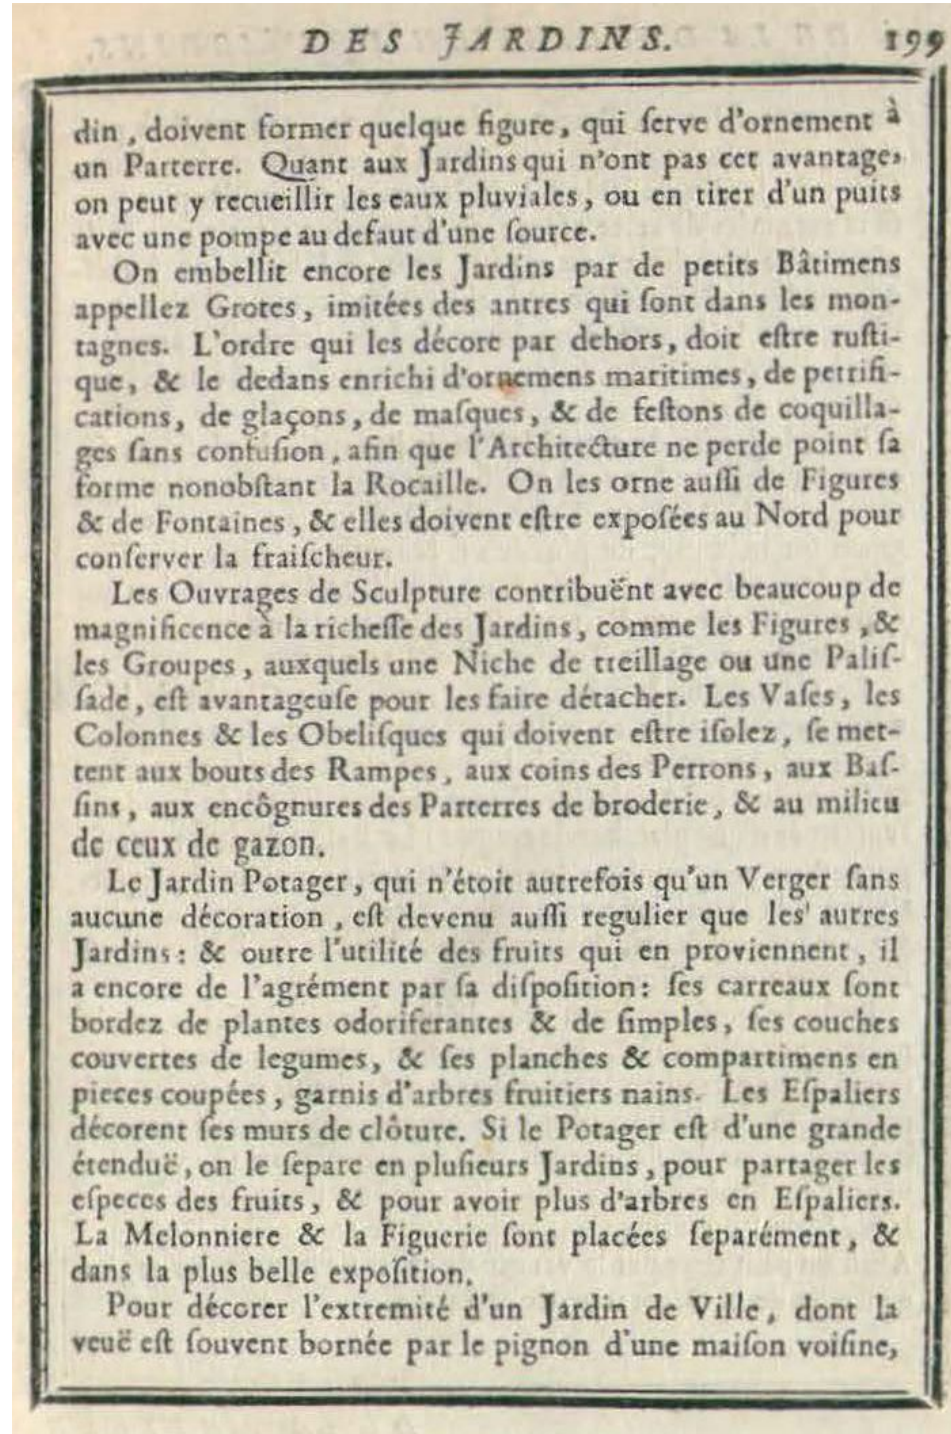 DES JARDINS. 199
din, doivent former quelque figure, qui ſerve d'ornement à
un Parterre. Quant aux Jardins qui n'ont pas cet avantage,
on peut y recueillir les eaux pluviales, ou en tirer d'un puits
avec une pompe au defaut d'une ſource.
On embellit encore les Jardins par de petits Bâtimens
appellez Grotes, imitées des antres qui ſont dans les mon-
tagnes. L'ordre qui les décore par dehors, doit eſtre ruſti-
que, & le dedans enrichi d'ornemens maritimes, de petrifi-
cations, de glaçons, de maſques, & de feſtons de coquilla-
ges ſans confuſion, afin que l'Architecture ne perde point ſa
forme nonobſtant la Rocaille. On les orne auſſi de Figures
& de Fontaines, & elles doivent eſtre expoſées au Nord pour
conſerver la fraiſcheur.
Les Ouvrages de Sculpture contribuënt avec beaucoup de
magnificence à la richeſſe des Jardins, comme les Figures, &
les Groupes, auxquels une Niche de treillage ou une Paliſ-
ſade, eſt avantageuſe pour les faire détacher. Les Vaſes, les
Colonnes & les Obeliſques qui doivent eſtre iſolez, ſe met-
tent aux bouts des Rampes, aux coins des Perrons, aux Baſ-
ſins, aux encôgnures des Parterres de broderie, & au milieu
de ceux de gazon.
Le Jardin Potager, qui n'étoit autrefois qu'un Verger ſans
aucune décoration, eſt devenu auſſi regulier que les autres
Jardins: & outre l'utilité des fruits qui en proviennent, il
a encore de l'agrément par ſa diſpoſition: ſes carreaux ſont
bordez de plantes odoriferantes & de ſimples, ſes couches
couvertes de legumes, & ſes planches & compartimens en
pieces coupées, garnis d'arbres fruitiers nains. Les Eſpaliers
décorent ſes murs de clôture. Si le Potager eſt d'une grande
étenduë, on le ſepare en pluſieurs Jardins, pour partager les
eſpeces des fruits, & pour avoir plus d'arbres en Eſpaliers.
La Melonniere & la Figuerie ſont placées ſeparément, &
dans la plus belle expoſition.
Pour décorer l'extremité d'un Jardin de Ville, dont la
veuë eſt ſouvent bornée par le pignon d'une maiſon voiſine,